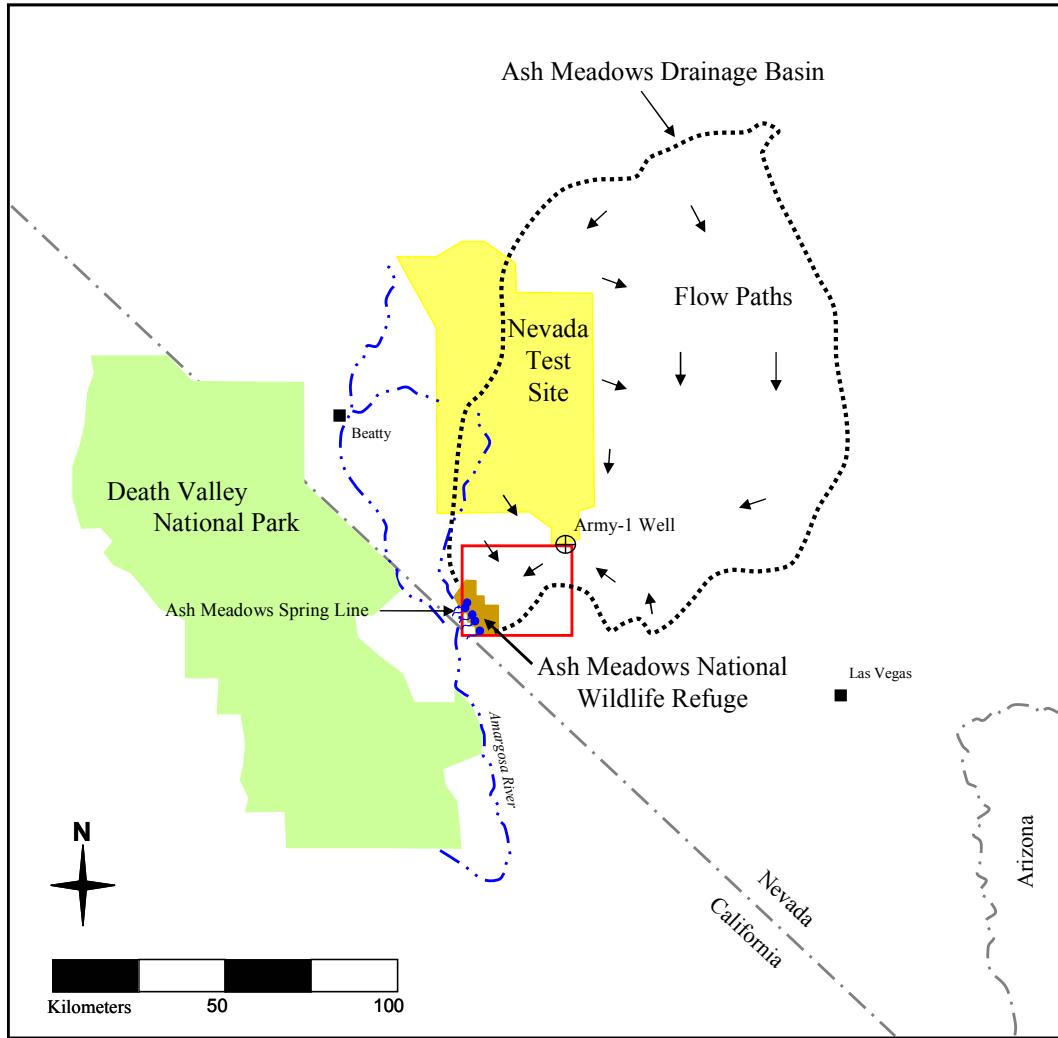 Ash Meadows Drainage Basin
Flow Paths
Nevada
Test
Site
Beatty
Death Valley
National Park
Army-1 Well
Ash Meadows Spring Line
Ash Meadows National
Wildlife Refuge
Las Vegas
Amargosa River
N
Nevada
California
Arizona
Kilometers 50 100